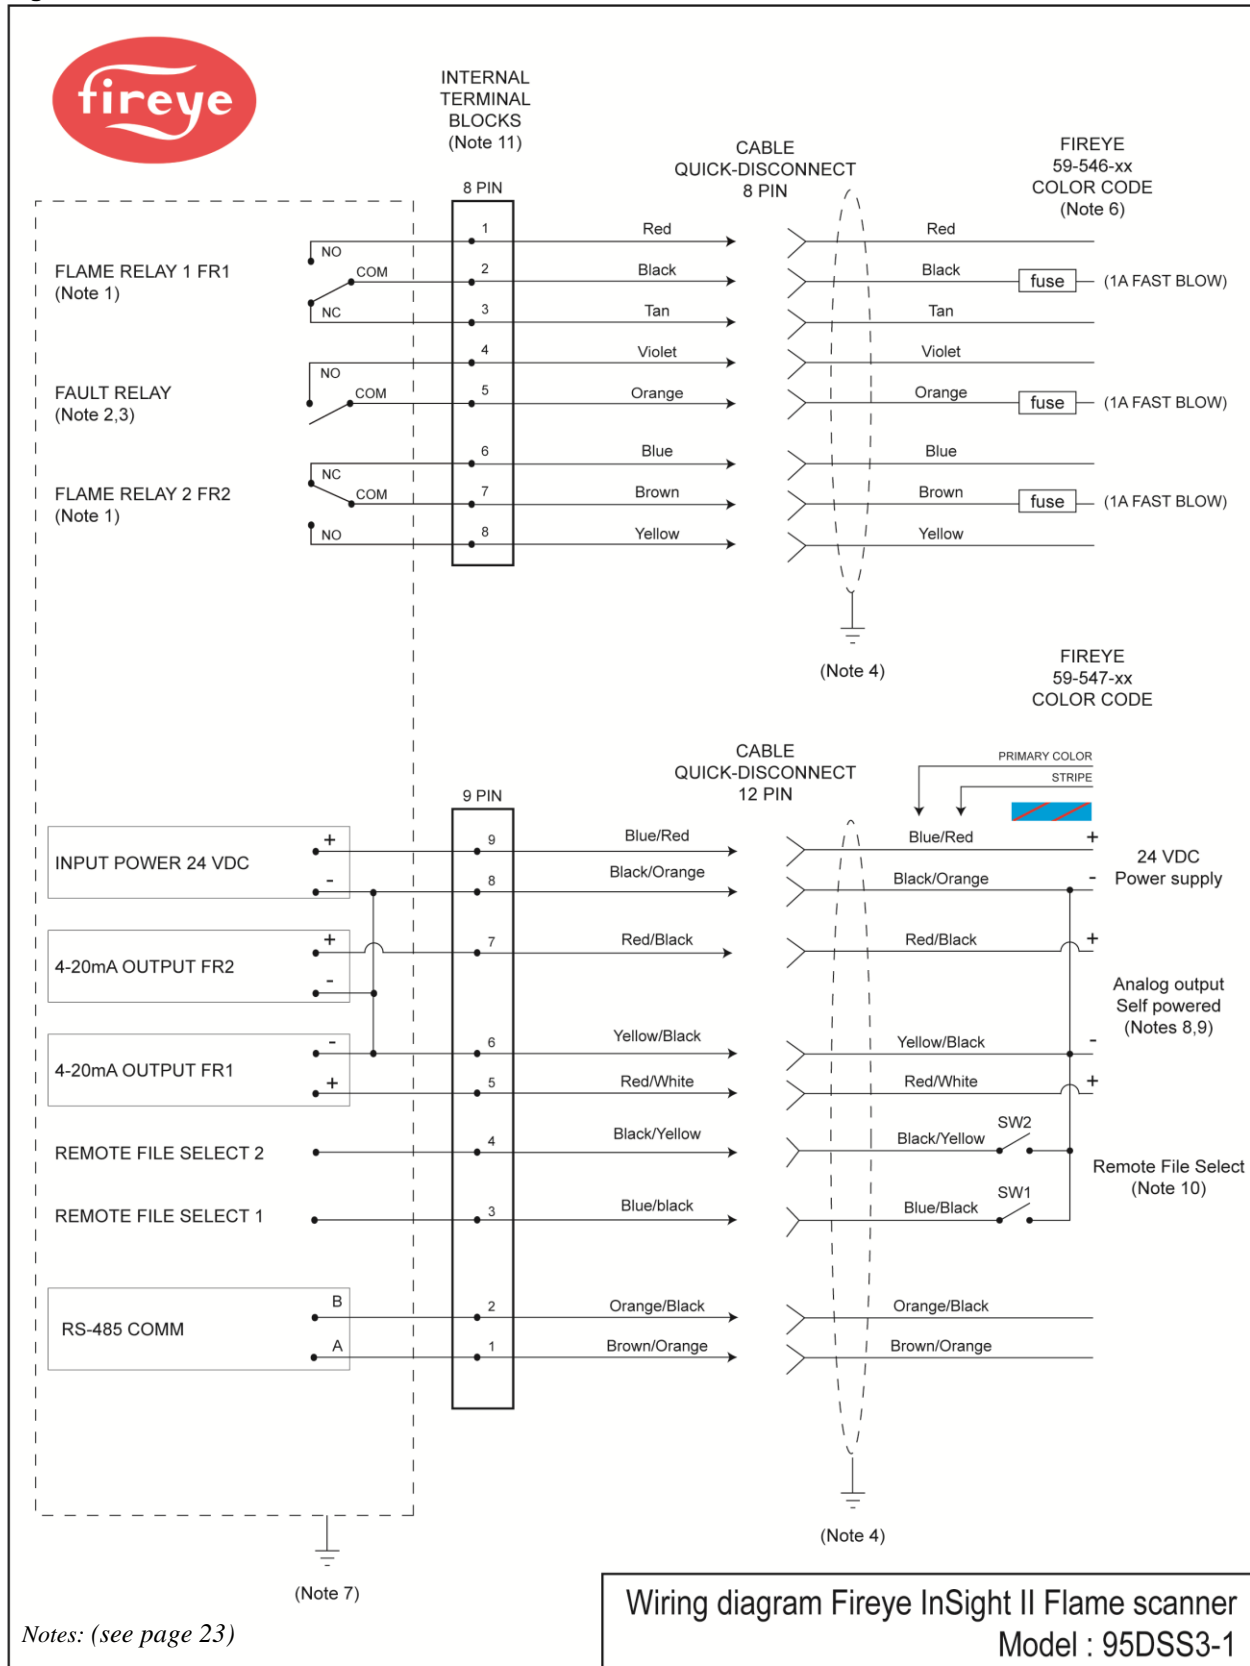 fireye
INTERNAL
TERMINAL
BLOCKS
(Note 11)
CABLE
QUICK-DISCONNECT
8 PIN
FIREYE
59-546-xx
COLOR CODE
(Note 6)
8 PIN
1
Red
Red
NO
FLAME RELAY 1 FR1
(Note 1)
COM
2
Black
Black
fuse
(1A FAST BLOW)
NC
3
Tan
Tan
4
Violet
Violet
NO
FAULT RELAY
(Note 2,3)
COM
5
Orange
Orange
fuse
(1A FAST BLOW)
6
Blue
Blue
NC
FLAME RELAY 2 FR2
(Note 1)
COM
7
Brown
Brown
fuse
(1A FAST BLOW)
NO
8
Yellow
Yellow
(Note 4)
FIREYE
59-547-xx
COLOR CODE
CABLE
QUICK-DISCONNECT
12 PIN
PRIMARY COLOR
STRIPE
9 PIN
INPUT POWER 24 VDC
+
9
Blue/Red
Blue/Red
+
-
8
Black/Orange
Black/Orange
-
24 VDC
Power supply
4-20mA OUTPUT FR2
+
7
Red/Black
Red/Black
+
-
Analog output
Self powered
(Notes 8,9)
4-20mA OUTPUT FR1
-
6
Yellow/Black
Yellow/Black
-
+
5
Red/White
Red/White
+
REMOTE FILE SELECT 2
4
Black/Yellow
Black/Yellow
SW2
Remote File Select
(Note 10)
REMOTE FILE SELECT 1
3
Blue/black
Blue/Black
SW1
RS-485 COMM
B
2
Orange/Black
Orange/Black
A
1
Brown/Orange
Brown/Orange
(Note 4)
(Note 7)
Notes: (see page 23)
Wiring diagram Fireye InSight II Flame scanner
Model : 95DSS3-1